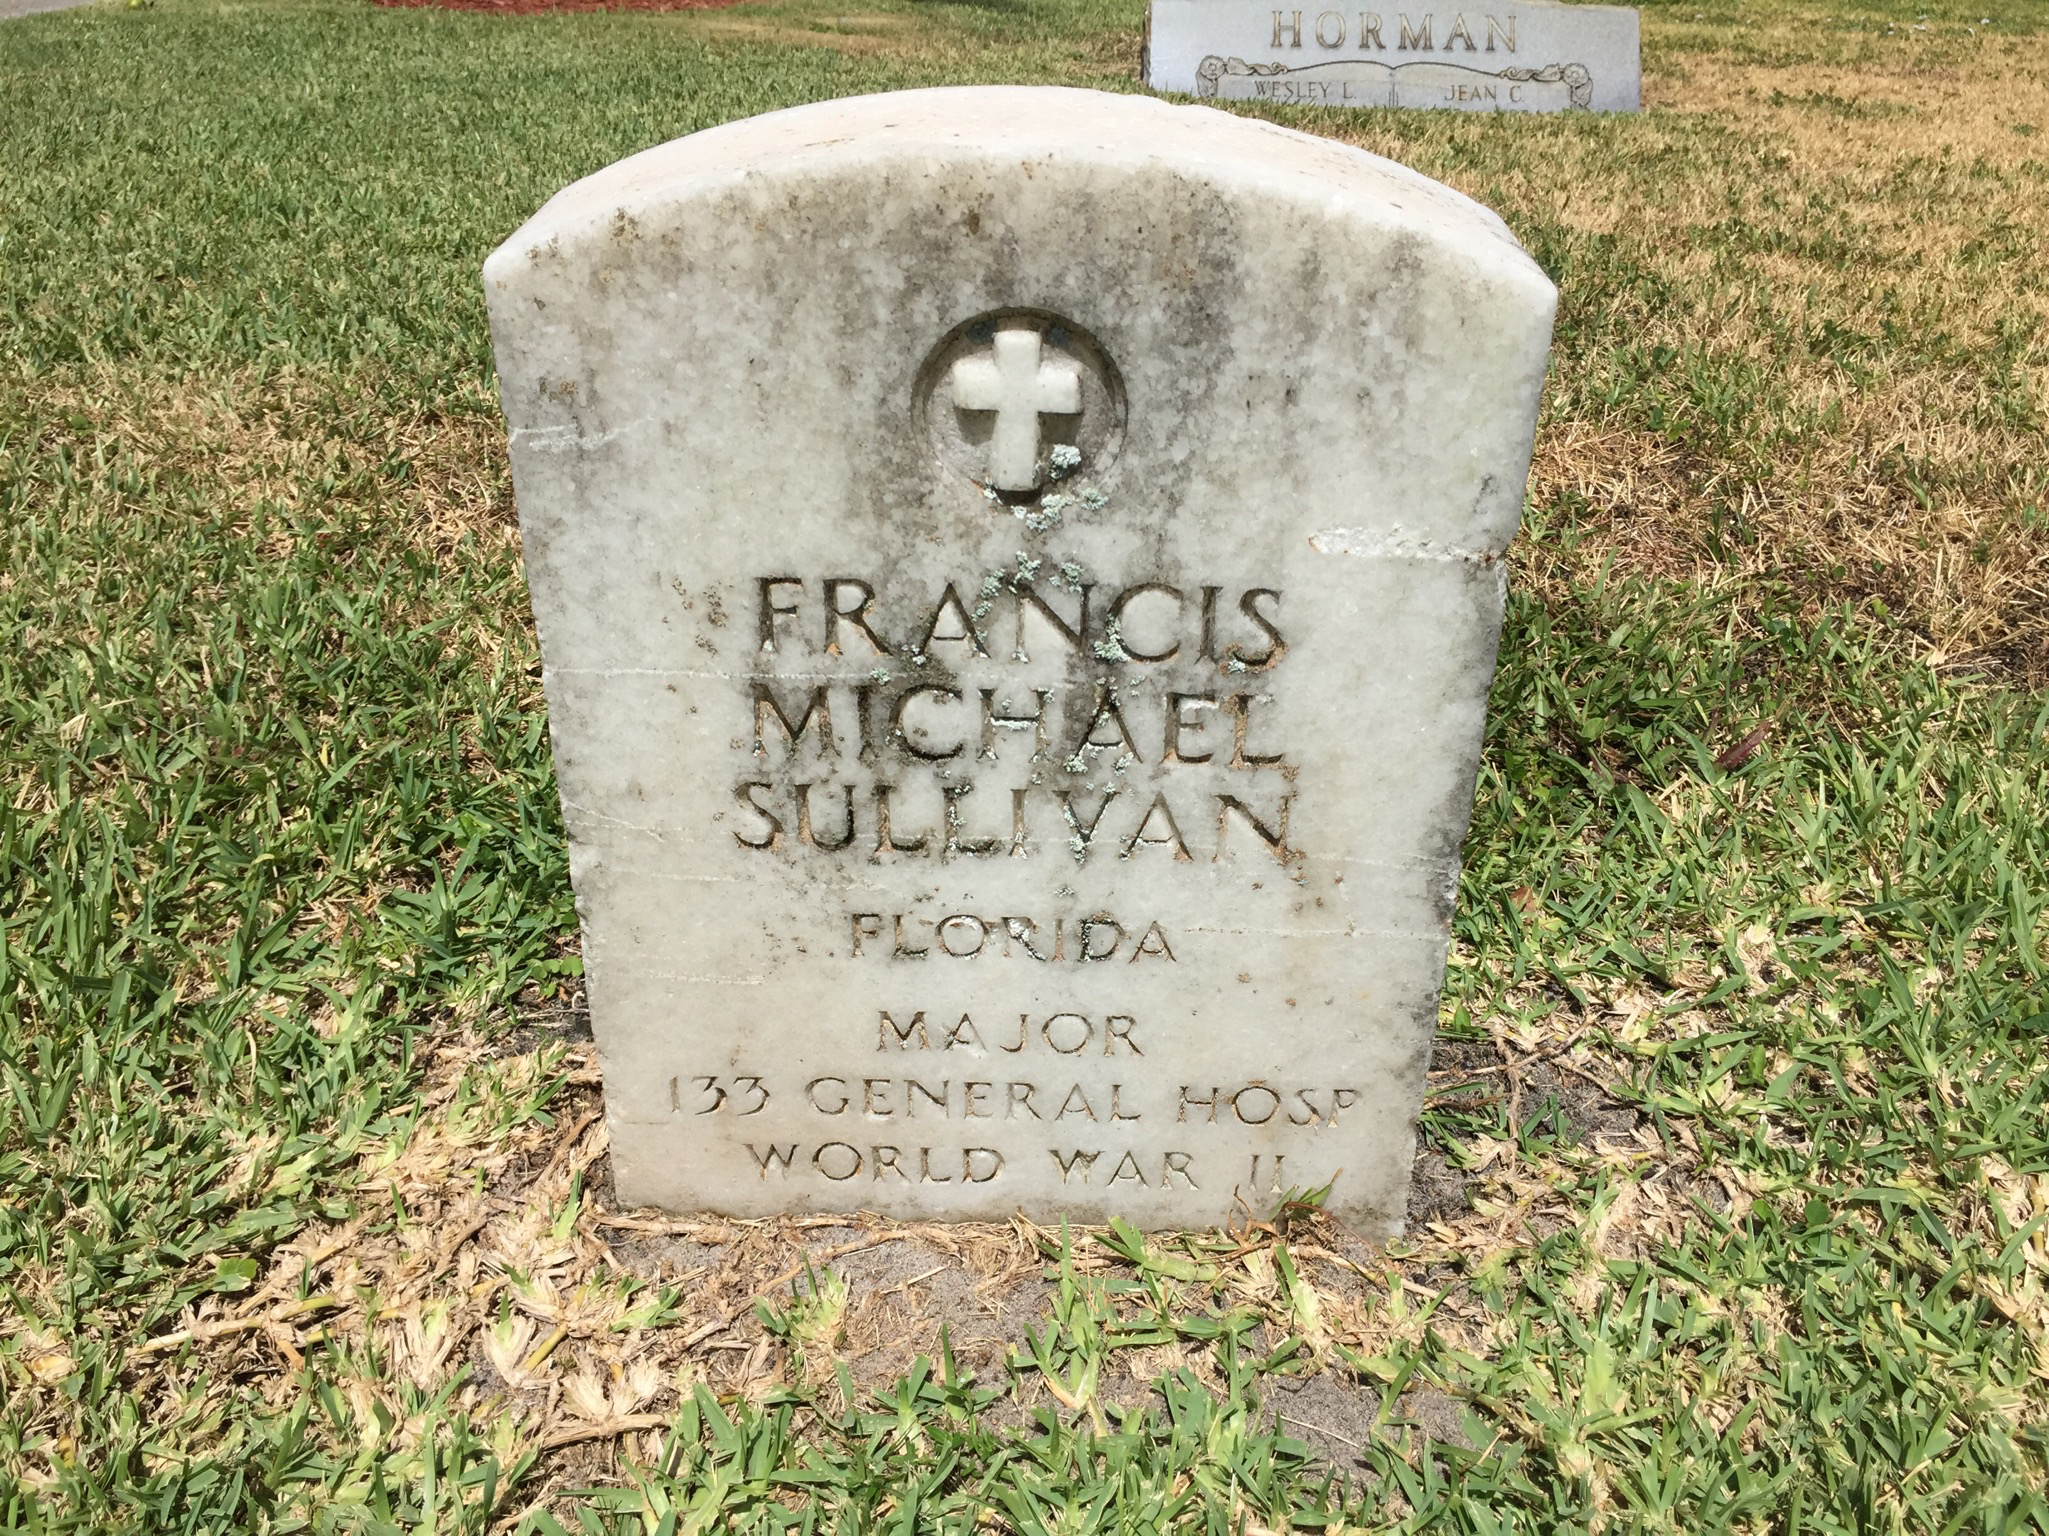 HORMAN
WESLEY L. JEAN C.
FRANCIS
MICHAEL
SULLIVAN
FLORIDA
MAJOR
133 GENERAL HOSP
WORLD WAR II